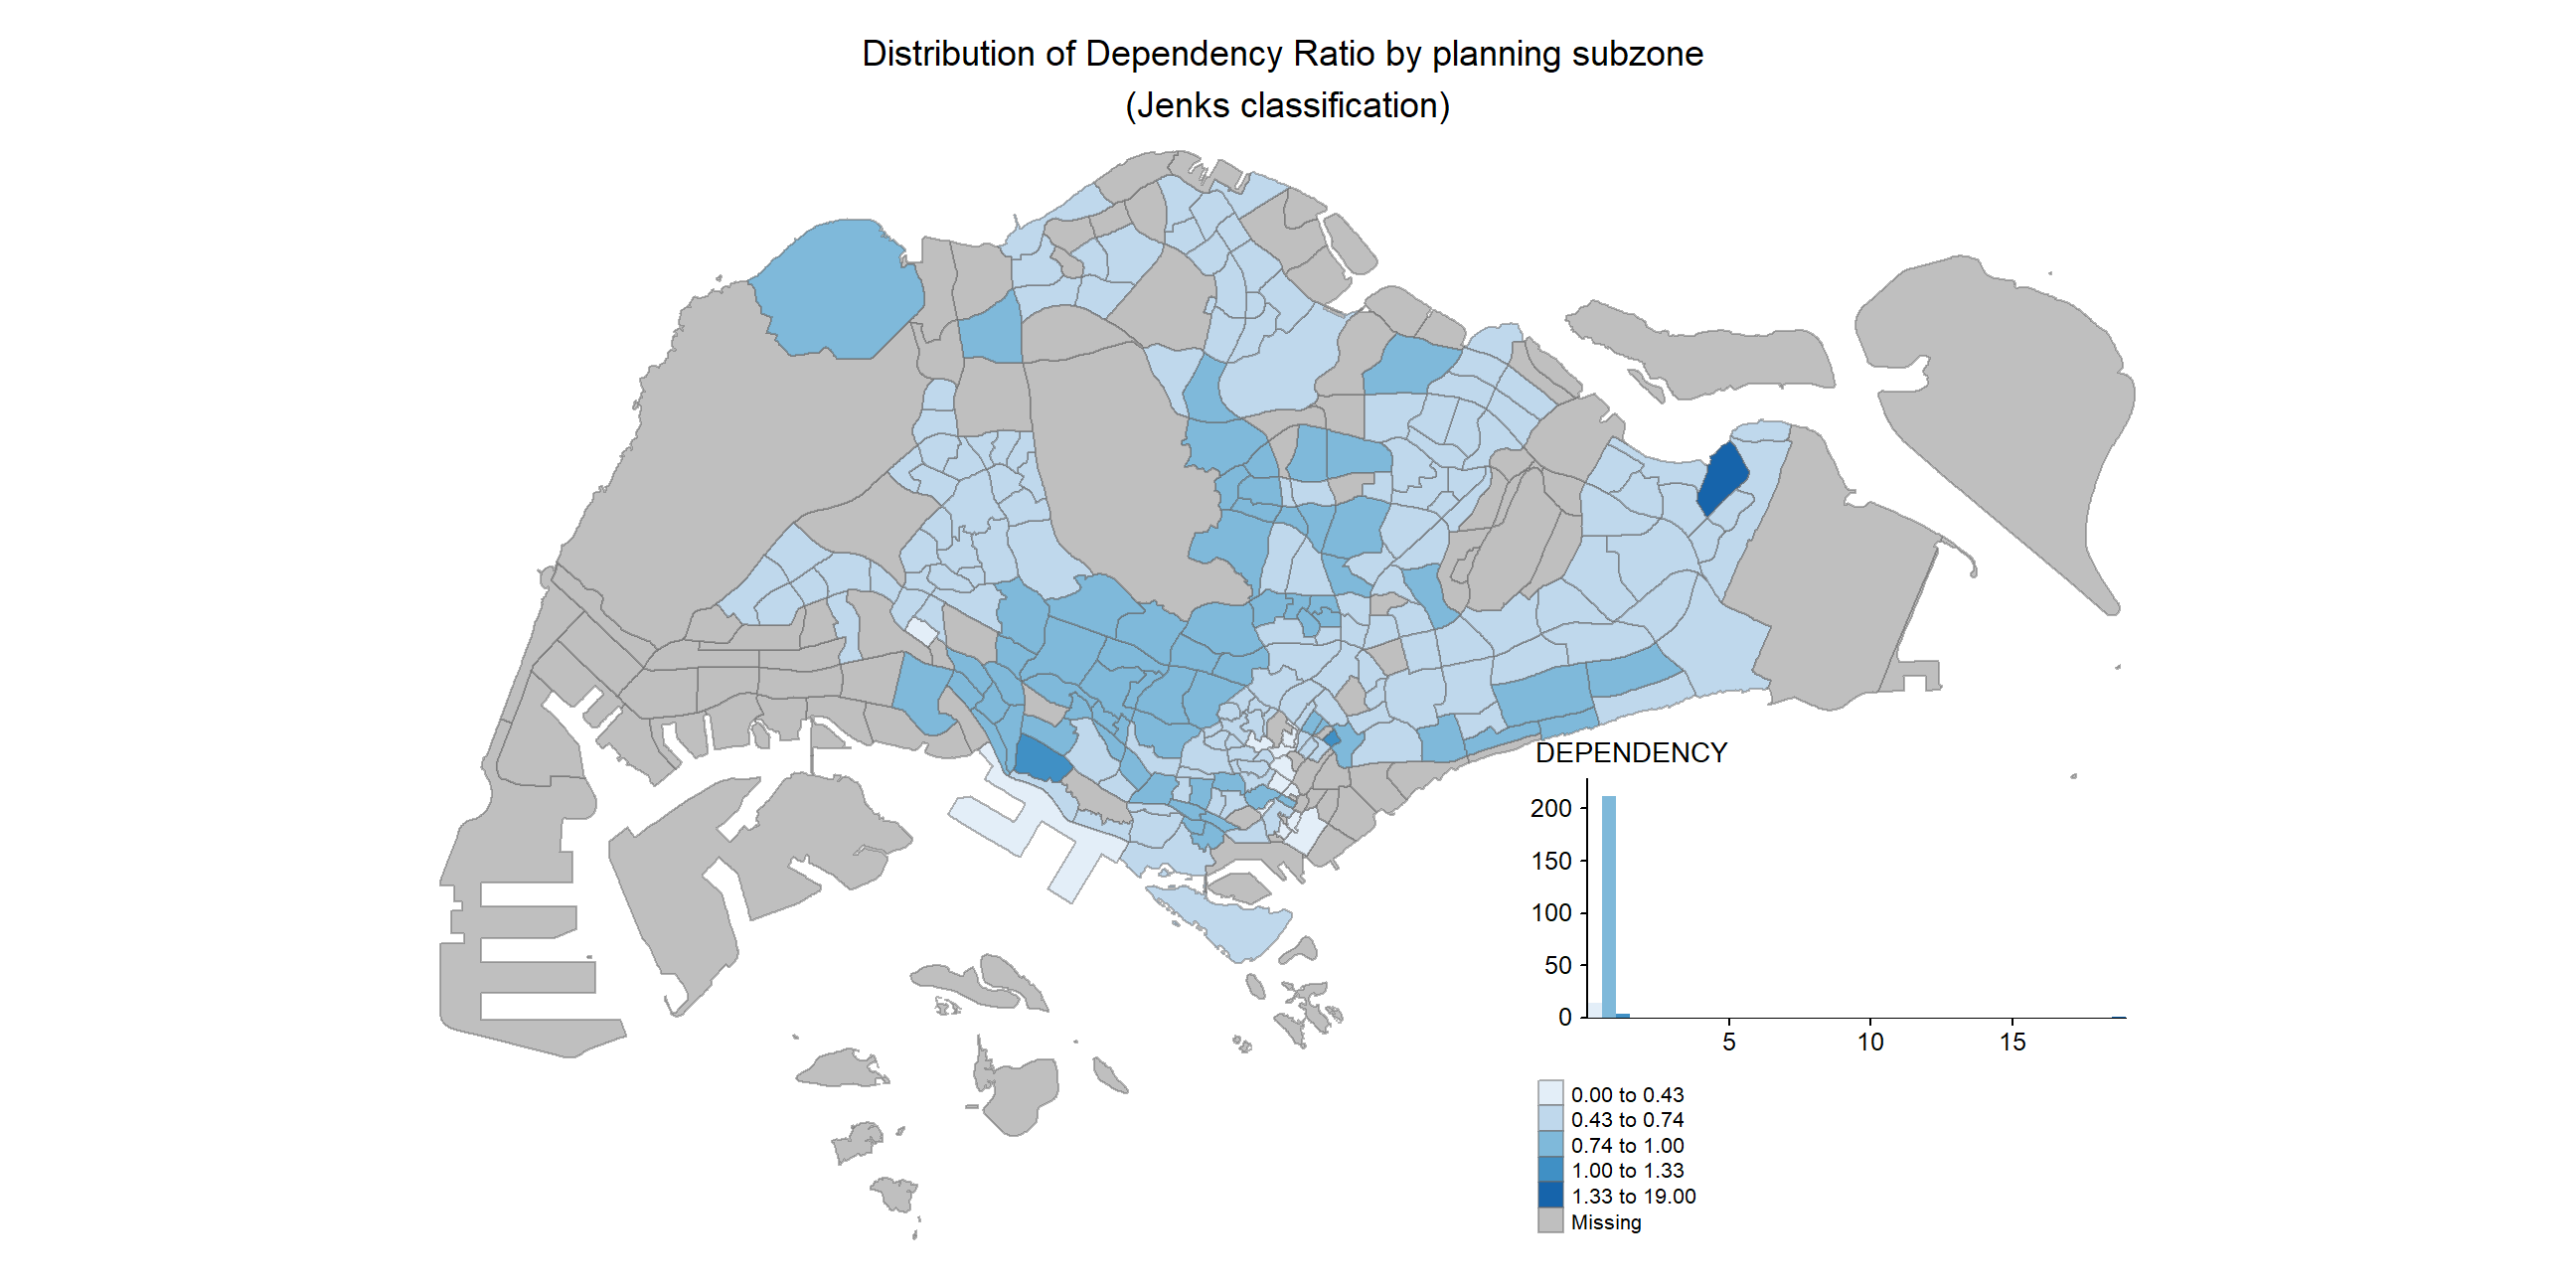 Distribution of Dependency Ratio by planning subzone
(Jenks classification)
DEPENDENCY
200
150
100
50
0
5 10 15
0.00 to 0.43
0.43 to 0.74
0.74 to 1.00
1.00 to 1.33
1.33 to 19.00
Missing